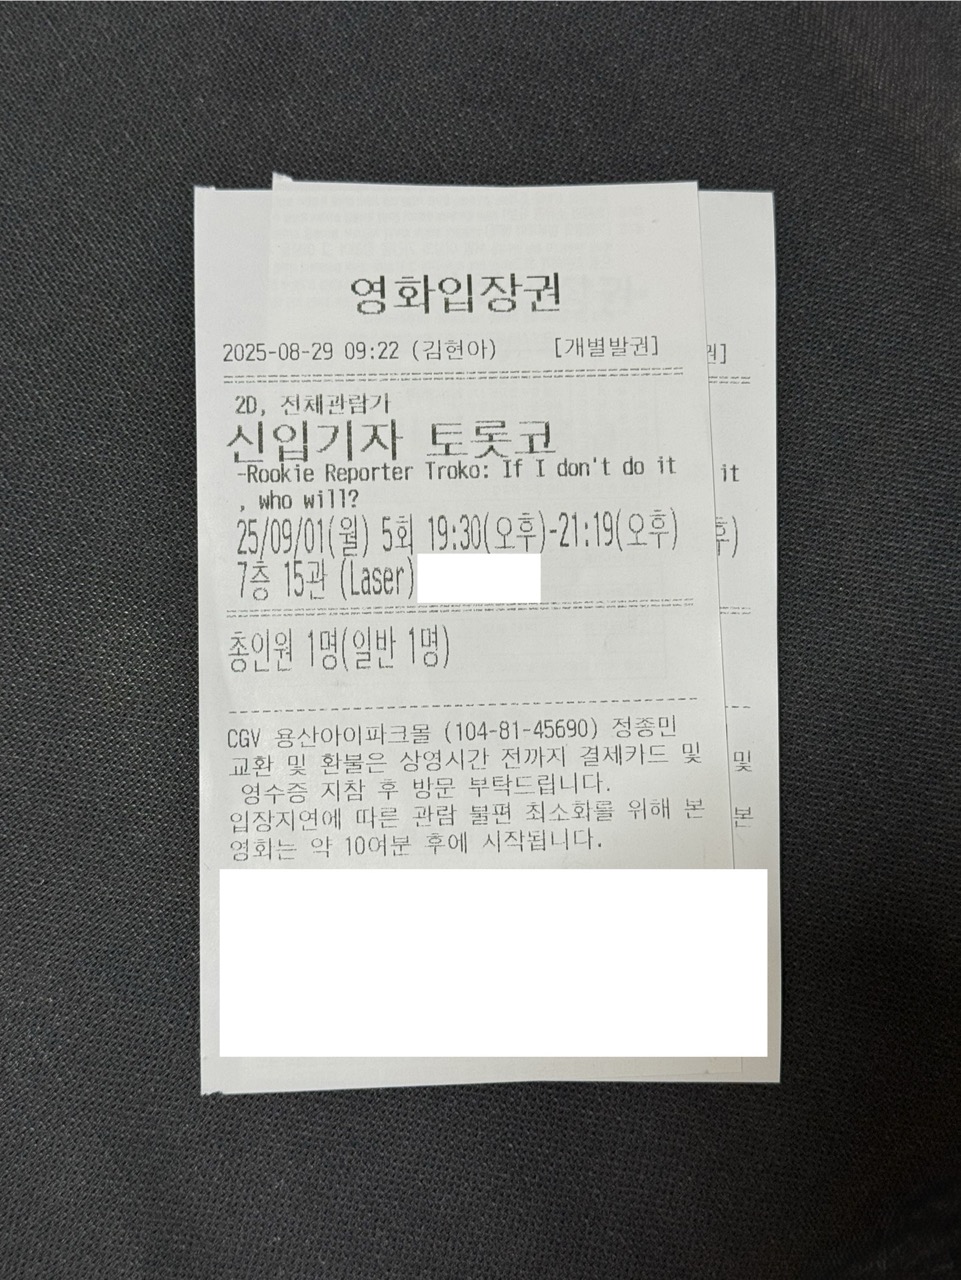 영화입장권
2025-08-29 09:22 (김현아) [개별발권]
2D, 전체관람가
신입기자 토롯코
-Rookie Reporter Troko: If I don't do it
, who will?
25/09/01(월) 5회 19:30(오후)-21:19(오후)
7층 15관 (Laser)
총인원 1명(일반 1명)
CGV 용산아이파크몰 (104-81-45690) 정종민
교환 및 환불은 상영시간 전까지 결제카드 및
영수증 지참 후 방문 부탁드립니다.
입장지연에 따른 관람 불편 최소화를 위해 본
영화는 약 10여분 후에 시작됩니다.
권]
it
후)
및
본